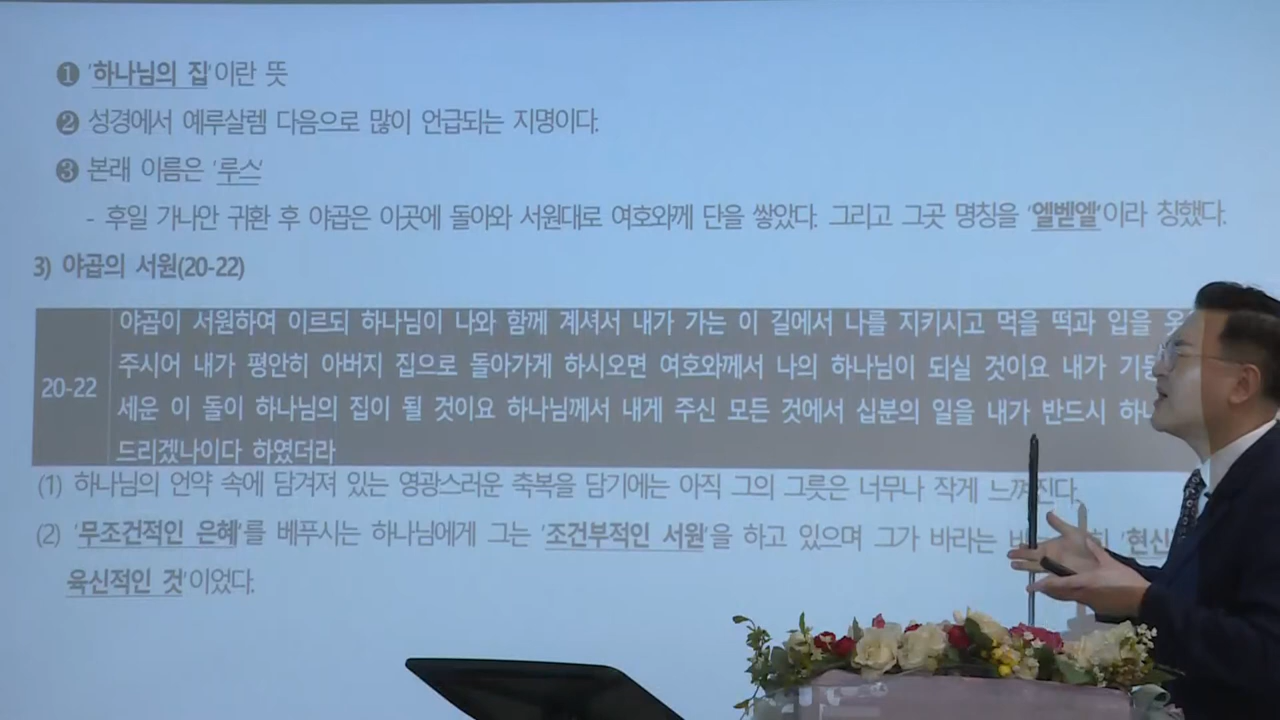 ❶ '하나님의 집'이란 뜻
❷ 성경에서 예루살렘 다음으로 많이 언급되는 지명이다.
❸ 본래 이름은 '루스'
- 후일 가나안 귀환 후 야곱은 이곳에 돌아와 서원대로 여호와께 단을 쌓았다. 그리고 그곳 명칭을 '엘벧엘'이라 칭했다.
3) 야곱의 서원(20-22)
야곱이 서원하여 이르되 하나님이 나와 함께 계셔서 내가 가는 이 길에서 나를 지키시고 먹을 떡과 입을
주시어 내가 평안히 아버지 집으로 돌아가게 하시오면 여호와께서 나의 하나님이 되실 것이요 내가
20-22
세운 이 돌이 하나님의 집이 될 것이요 하나님께서 내게 주신 모든 것에서 십분의 일을 내가 반드시
드리겠나이다 하였더라
(1) 하나님의 언약 속에 담겨져 있는 영광스러운 축복을 담기에는 아직 그의 그릇은 너무나 작게 느껴진다.
(2) '무조건적인 은혜'를 베푸시는 하나님에게 그는 '조건부적인 서원'을 하고 있으며 그가 바라는 '현신
육신적인 것'이었다.